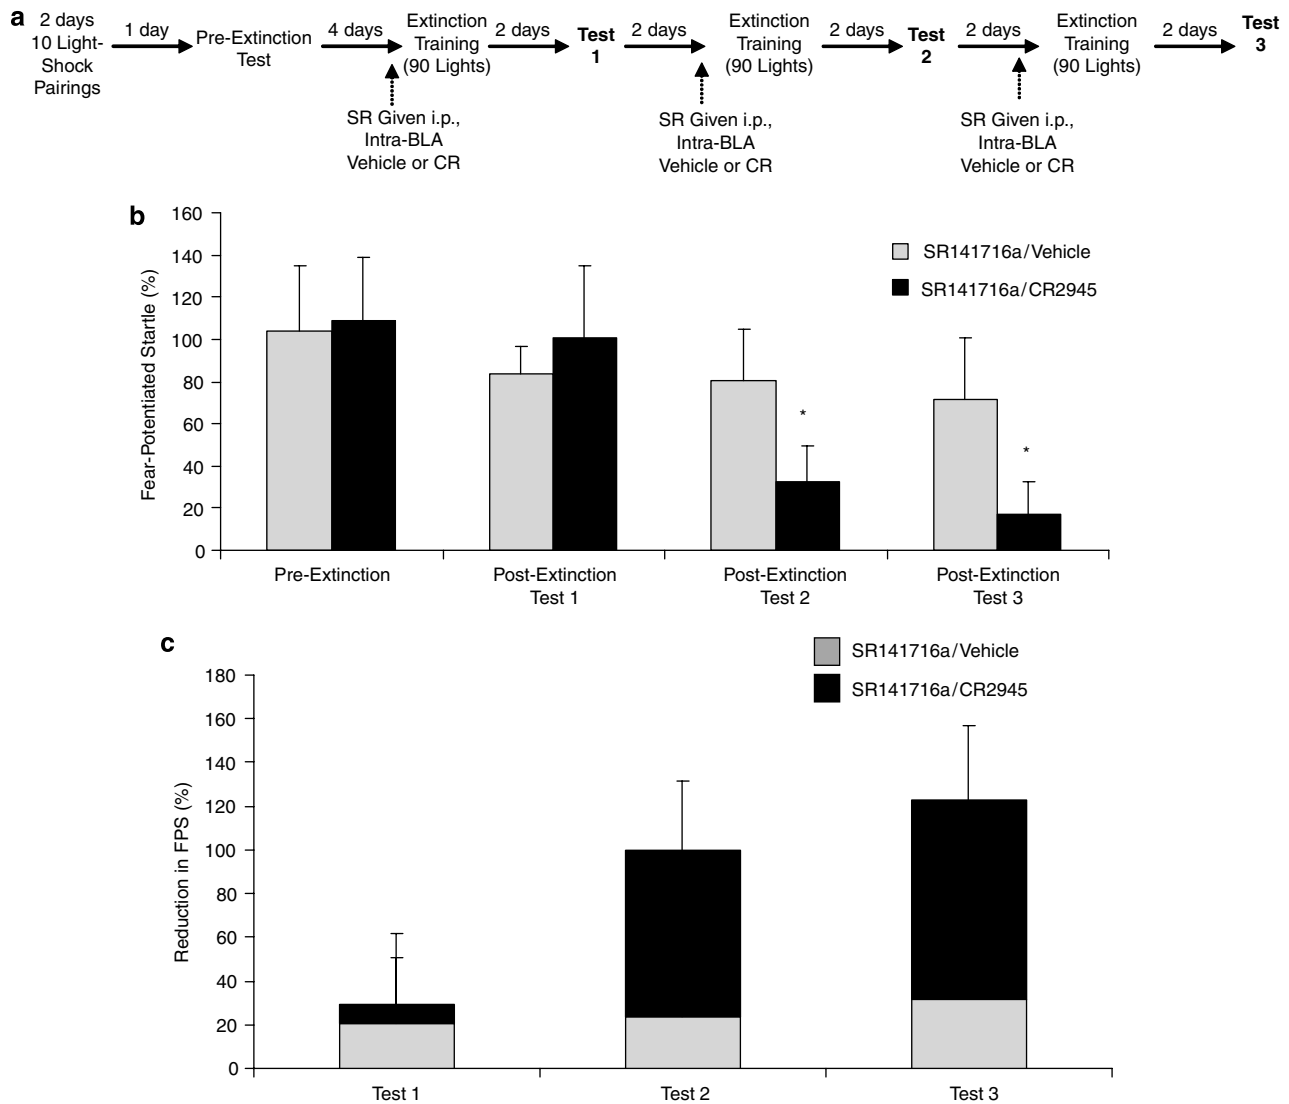 a
2 days
10 Light-
Shock
Pairings
1 day
Pre-Extinction
Test
4 days
Extinction
Training
(90 Lights)
2 days
Test
1
2 days
Extinction
Training
(90 Lights)
2 days
Test
2
2 days
Extinction
Training
(90 Lights)
2 days
Test
3
SR Given i.p.,
Intra-BLA
Vehicle or CR
SR Given i.p.,
Intra-BLA
Vehicle or CR
SR Given i.p.,
Intra-BLA
Vehicle or CR
b
Fear-Potentiated Startle (%)
160
140
120
100
80
60
40
20
0
SR141716a/Vehicle
SR141716a/CR2945
*
*
Pre-Extinction
Post-Extinction
Test 1
Post-Extinction
Test 2
Post-Extinction
Test 3
c
Reduction in FPS (%)
180
160
140
120
100
80
60
40
20
0
SR141716a/Vehicle
SR141716a/CR2945
Test 1
Test 2
Test 3